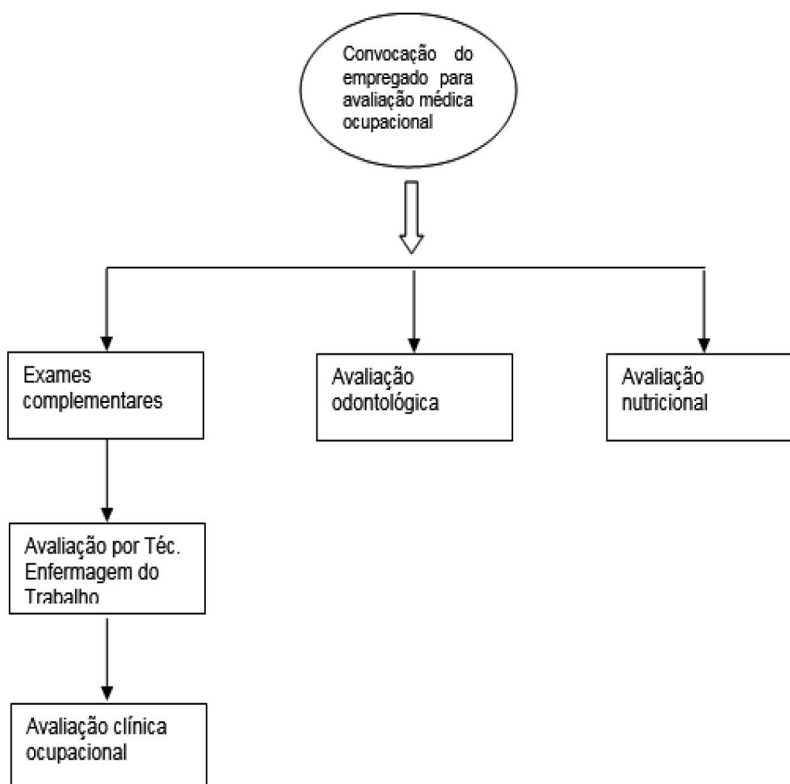 Convocação do
empregado para
avaliação médica
ocupacional
Exames
complementares
Avaliação
odontológica
Avaliação
nutricional
Avaliação por Téc.
Enfermagem do
Trabalho
Avaliação clínica
ocupacional